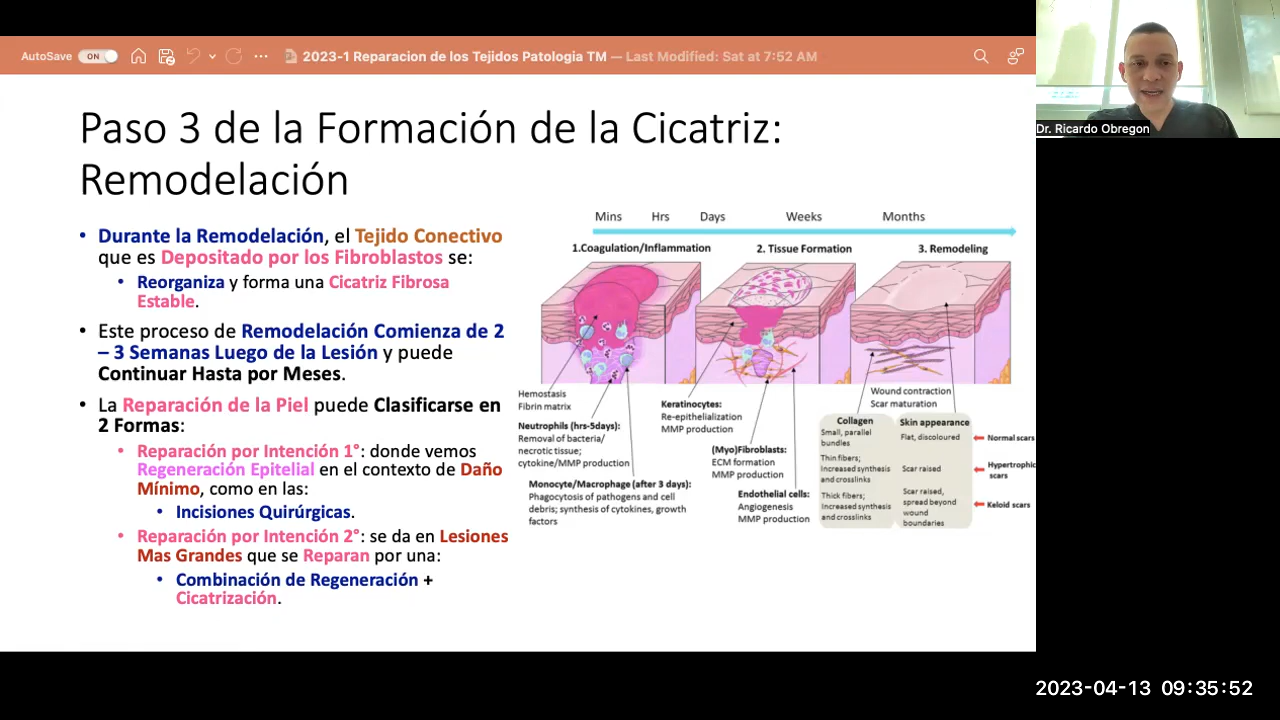 AutoSave ON 2023-1 Reparacion de los Tejidos Patologia TM — Last Modified: Sat at 7:52 AM
Dr. Ricardo Obregon
Paso 3 de la Formación de la Cicatriz:
Remodelación
• Durante la Remodelación, el Tejido Conectivo
que es Depositado por los Fibroblastos se:
• Reorganiza y forma una Cicatriz Fibrosa
Estable.
• Este proceso de Remodelación Comienza de 2
– 3 Semanas Luego de la Lesión y puede
Continuar Hasta por Meses.
• La Reparación de la Piel puede Clasificarse en
2 Formas:
• Reparación por Intención 1°: donde vemos
Regeneración Epitelial en el contexto de Daño
Mínimo, como en las:
• Incisiones Quirúrgicas.
• Reparación por Intención 2°: se da en Lesiones
Mas Grandes que se Reparan por una:
• Combinación de Regeneración +
Cicatrización.
Mins Hrs Days Weeks Months
1.Coagulation/Inflammation 2. Tissue Formation 3. Remodeling
Hemostasis
Fibrin matrix
Neutrophils (hrs-5days):
Removal of bacteria/
necrotic tissue;
cytokine/MMP production
Monocyte/Macrophage (after 3 days):
Phagocytosis of pathogens and cell
debris; synthesis of cytokines, growth
factors
Keratinocytes:
Re-epithelialization
MMP production
(Myo)Fibroblasts:
ECM formation
MMP production
Endothelial cells:
Angiogenesis
MMP production
Wound contraction
Scar maturation
Collagen
Small, parallel
bundles
Thin fibers;
Increased synthesis
and crosslinks
Thick fibers;
Increased synthesis
and crosslinks
Skin appearance
Flat, discoloured
Scar raised
Scar raised,
spread beyond
wound
boundaries
Normal scars
Hypertrophic
scars
Keloid scars
2023-04-13 09:35:52